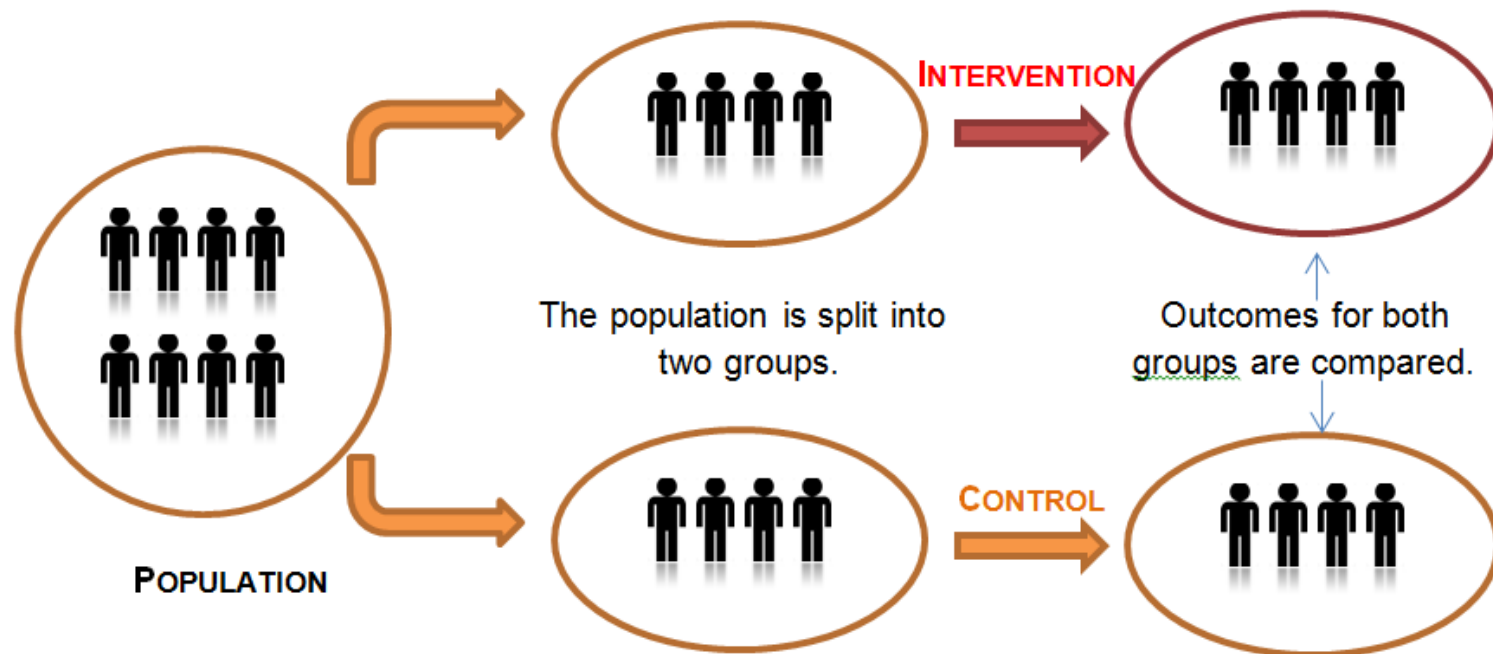 INTERVENTION
The population is split into
two groups.
Outcomes for both
groups are compared.
CONTROL
POPULATION